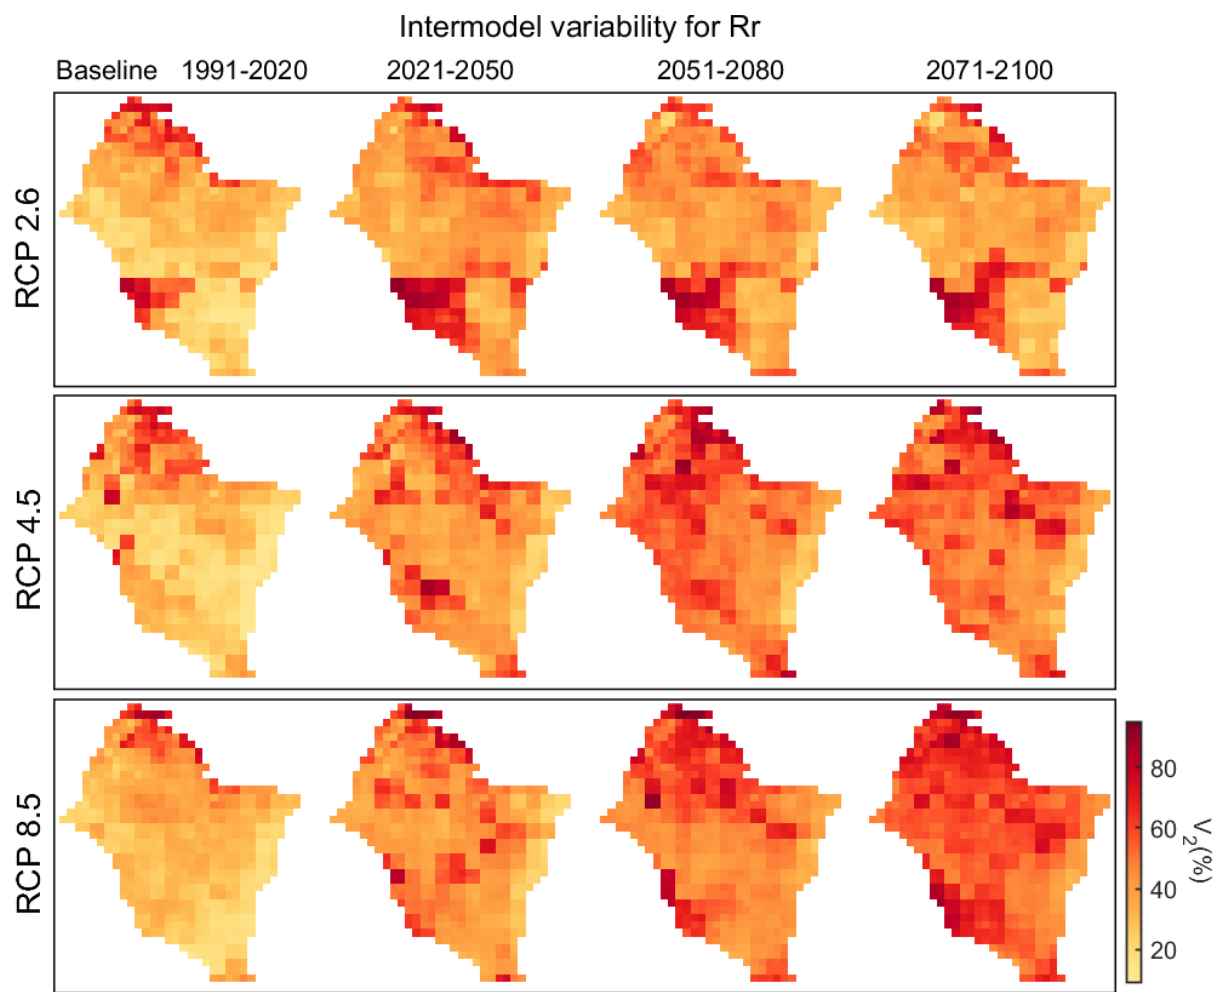 Intermodel variability for Rr
Baseline 1991-2020 2021-2050 2051-2080 2071-2100
RCP 2.6
RCP 4.5
RCP 8.5
80
60
40
20
V2(%)